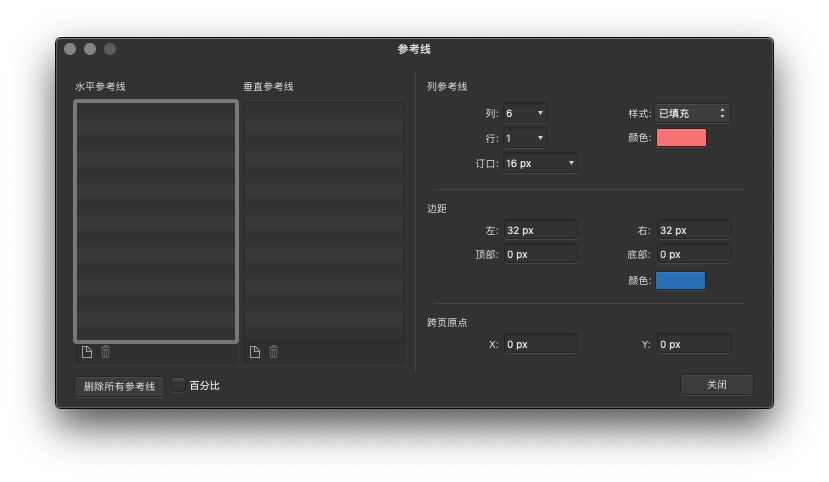 参考线
水平参考线 垂直参考线
列参考线
列: 6 样式: 已填充
行: 1 颜色:
订口: 16 px
边距
左: 32 px 右: 32 px
顶部: 0 px 底部: 0 px
颜色:
跨页原点
X: 0 px Y: 0 px
删除所有参考线 百分比 关闭